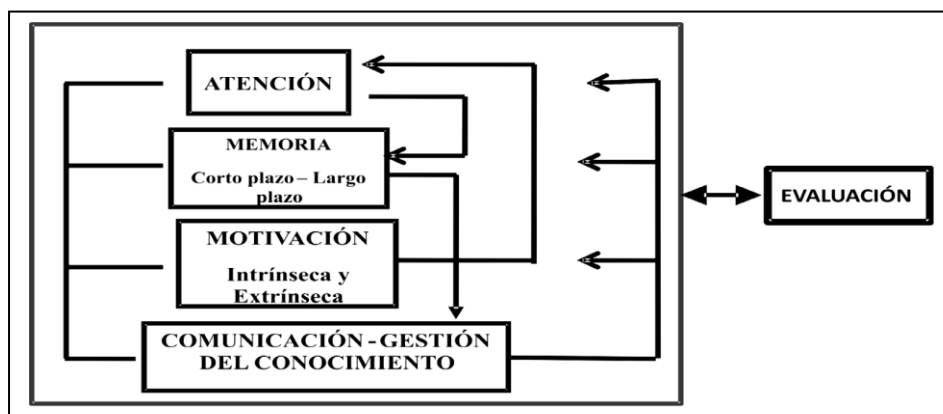 ATENCIÓN
MEMORIA
Corto plazo – Largo
plazo
MOTIVACIÓN
Intrínseca y
Extrínseca
COMUNICACIÓN - GESTIÓN
DEL CONOCIMIENTO
EVALUACIÓN